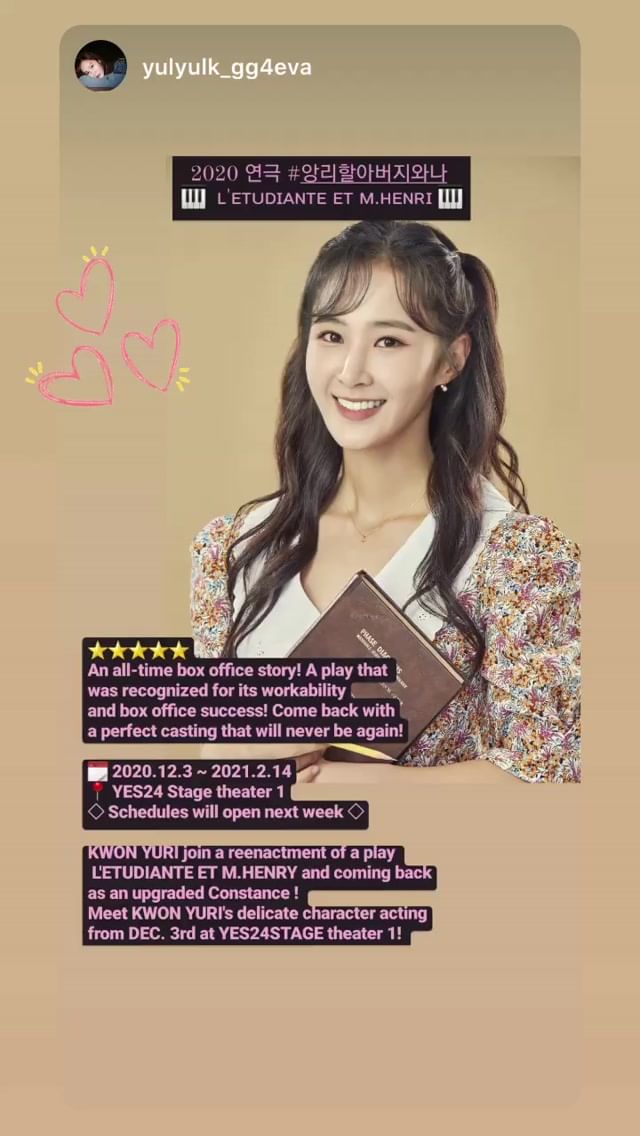 yulyulk_gg4eva
2020 연극 #앙리할아버지와나
L'ETUDIANTE ET M.HENRI
An all-time box office story! A play that
was recognized for its workability
and box office success! Come back with
a perfect casting that will never be again!
2020.12.3 ~ 2021.2.14
YES24 Stage theater 1
Schedules will open next week
KWON YURI join a reenactment of a play
L'ETUDIANTE ET M.HENRY and coming back
as an upgraded Constance !
Meet KWON YURI's delicate character acting
from DEC. 3rd at YES24STAGE theater 1!
PHASE